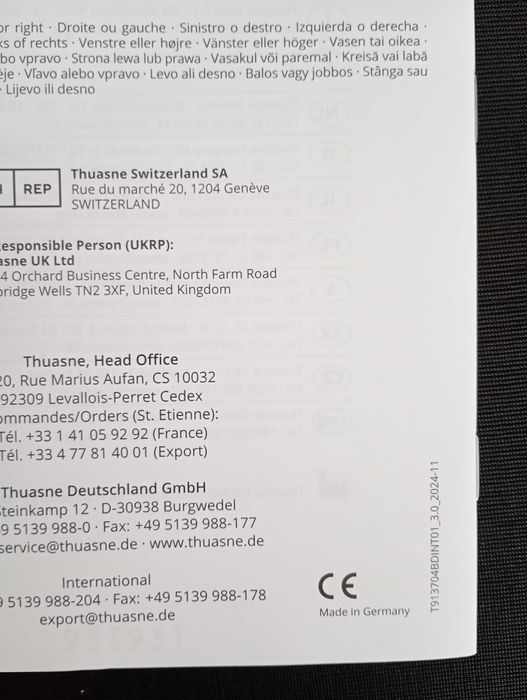 or right · Droite ou gauche · Sinistro o destro · Izquierda o derecha ·
ks of rechts · Venstre eller højre · Vänster eller höger · Vasen tai oikea ·
bo vpravo · Strona lewa lub prawa · Vasakul või paremal · Kreisā vai labā
ėje · Vľavo alebo vpravo · Levo ali desno · Balos vagy jobbos · Stânga sau
· Lijevo ili desno
REP
Thuasne Switzerland SA
Rue du marché 20, 1204 Genève
SWITZERLAND
esponsible Person (UKRP):
asne UK Ltd
4 Orchard Business Centre, North Farm Road
bridge Wells TN2 3XF, United Kingdom
Thuasne, Head Office
20, Rue Marius Aufan, CS 10032
92309 Levallois-Perret Cedex
ommandes/Orders (St. Etienne):
Tél. +33 1 41 05 92 92 (France)
Tél. +33 4 77 81 40 01 (Export)
Thuasne Deutschland GmbH
steinkamp 12 · D-30938 Burgwedel
9 5139 988-0 · Fax: +49 5139 988-177
service@thuasne.de · www.thuasne.de
International
9 5139 988-204 · Fax: +49 5139 988-178
export@thuasne.de
CE
Made in Germany
T913704BDINT01_3.0_2024-11